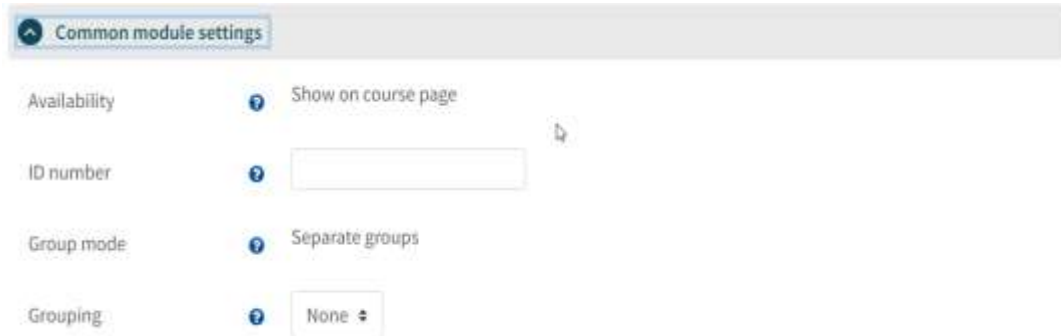 Common module settings
Availability Show on course page
ID number
Group mode Separate groups
Grouping None